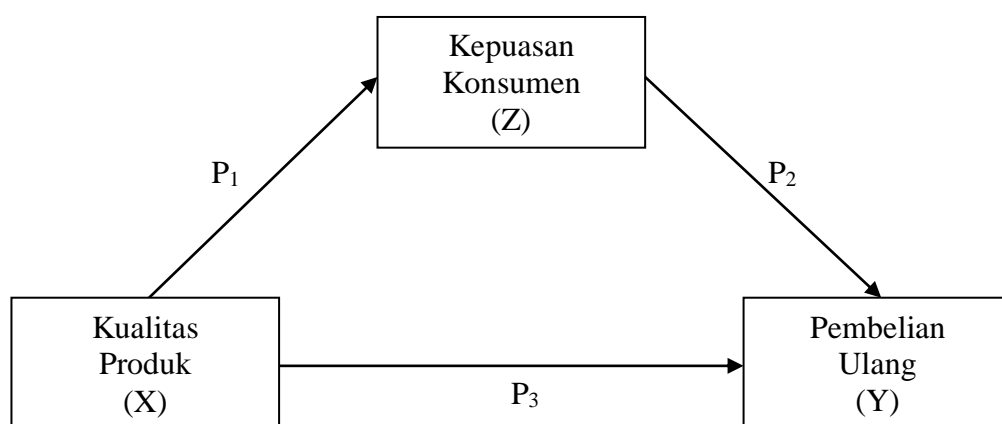 Kepuasan
Konsumen
(Z)
P₁
P₂
Kualitas
Produk
(X)
P₃
Pembelian
Ulang
(Y)